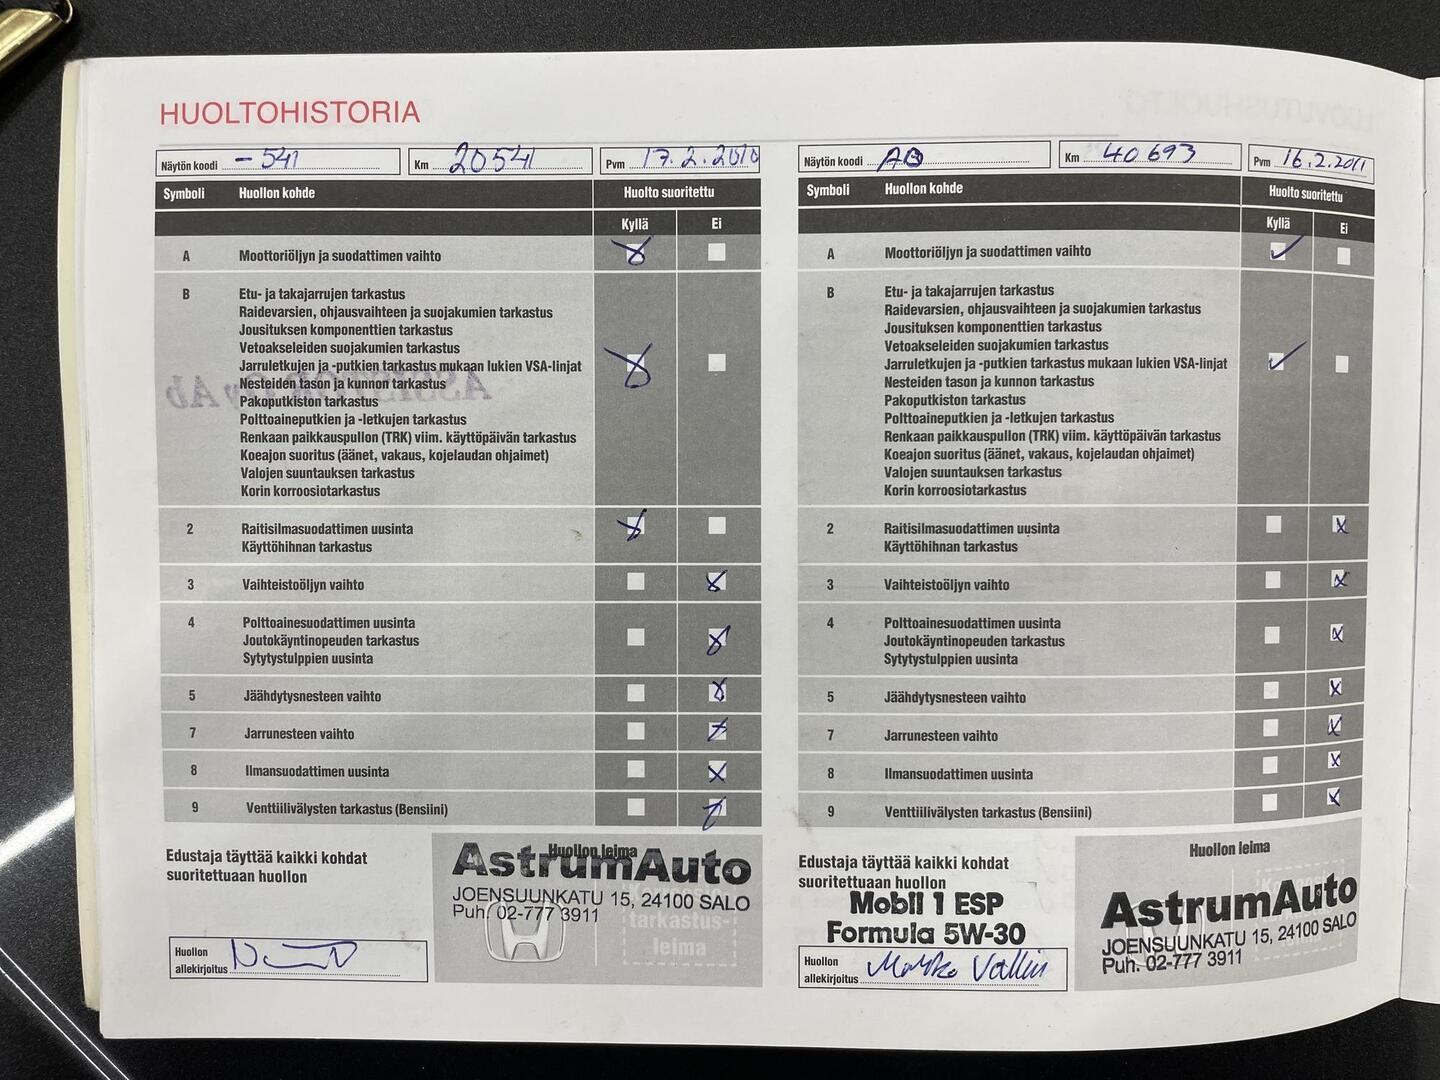 HUOLTOHISTORIA
Näytön koodi -541 Km 20541 Pvm 17.2.2010
Symboli Huollon kohde Huolto suoritettu
Kyllä Ei
A Moottoriöljyn ja suodattimen vaihto
B Etu- ja takajarrujen tarkastus
Raidevarsien, ohjausvaihteen ja suojakumien tarkastus
Jousituksen komponenttien tarkastus
Vetoakseleiden suojakumien tarkastus
Jarruletkujen ja -putkien tarkastus mukaan lukien VSA-linjat
Nesteiden tason ja kunnon tarkastus
Pakoputkiston tarkastus
Polttoaineputkien ja -letkujen tarkastus
Renkaan paikkauspullon (TRK) viim. käyttöpäivän tarkastus
Koeajon suoritus (äänet, vakaus, kojelaudan ohjaimet)
Valojen suuntauksen tarkastus
Korin korroosiotarkastus
2 Raitisilmasuodattimen uusinta
Käyttöhihnan tarkastus
3 Vaihteistoöljyn vaihto
4 Polttoainesuodattimen uusinta
Joutokäyntinopeuden tarkastus
Sytytystulppien uusinta
5 Jäähdytysnesteen vaihto
7 Jarrunesteen vaihto
8 Ilmansuodattimen uusinta
9 Venttiilivälysten tarkastus (Bensiini)
Edustaja täyttää kaikki kohdat
suoritettuaan huollon
Huollon leima
AstrumAuto
JOENSUUNKATU 15, 24100 SALO
Puh. 02-777 3911
tarkastus-
leima
Huollon
allekirjoitus
Näytön koodi AB Km 40693 Pvm 16.2.2011
Symboli Huollon kohde Huolto suoritettu
Kyllä Ei
A Moottoriöljyn ja suodattimen vaihto
B Etu- ja takajarrujen tarkastus
Raidevarsien, ohjausvaihteen ja suojakumien tarkastus
Jousituksen komponenttien tarkastus
Vetoakseleiden suojakumien tarkastus
Jarruletkujen ja -putkien tarkastus mukaan lukien VSA-linjat
Nesteiden tason ja kunnon tarkastus
Pakoputkiston tarkastus
Polttoaineputkien ja -letkujen tarkastus
Renkaan paikkauspullon (TRK) viim. käyttöpäivän tarkastus
Koeajon suoritus (äänet, vakaus, kojelaudan ohjaimet)
Valojen suuntauksen tarkastus
Korin korroosiotarkastus
2 Raitisilmasuodattimen uusinta
Käyttöhihnan tarkastus
3 Vaihteistoöljyn vaihto
4 Polttoainesuodattimen uusinta
Joutokäyntinopeuden tarkastus
Sytytystulppien uusinta
5 Jäähdytysnesteen vaihto
7 Jarrunesteen vaihto
8 Ilmansuodattimen uusinta
9 Venttiilivälysten tarkastus (Bensiini)
Edustaja täyttää kaikki kohdat
suoritettuaan huollon
Mobil 1 ESP
Formula 5W-30
Huollon leima
AstrumAuto
JOENSUUNKATU 15, 24100 SALO
Puh. 02-777 3911
Huollon
allekirjoitus Marko Vallin